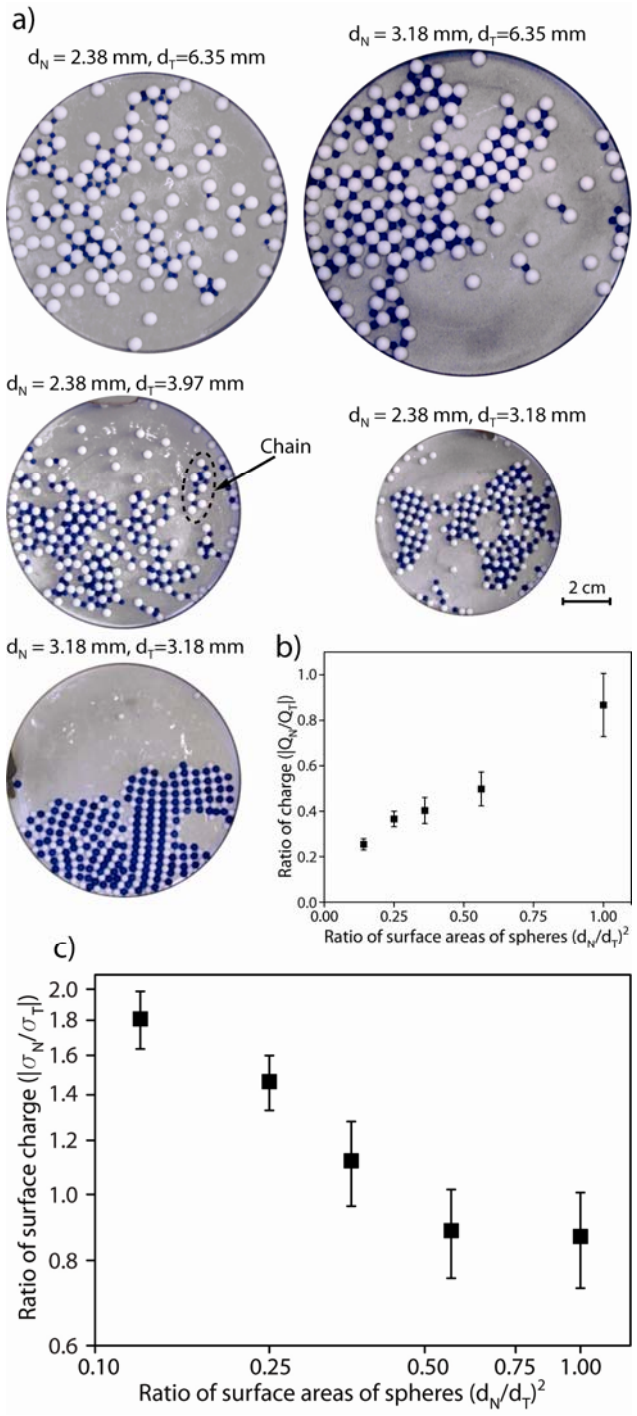 a)
d_N = 2.38 mm, d_T=6.35 mm
d_N = 3.18 mm, d_T=6.35 mm
d_N = 2.38 mm, d_T=3.97 mm
Chain
d_N = 2.38 mm, d_T=3.18 mm
2 cm
d_N = 3.18 mm, d_T=3.18 mm
b)
Ratio of charge (|Q_N/Q_T|)
1.0
0.8
0.6
0.4
0.2
0.0
0.00 0.25 0.50 0.75 1.00
Ratio of surface areas of spheres (d_N/d_T)²
c)
Ratio of surface charge (|σ_N/σ_T|)
2.0
1.8
1.6
1.4
1.2
1.0
0.8
0.6
0.10 0.25 0.50 0.75 1.00
Ratio of surface areas of spheres (d_N/d_T)²